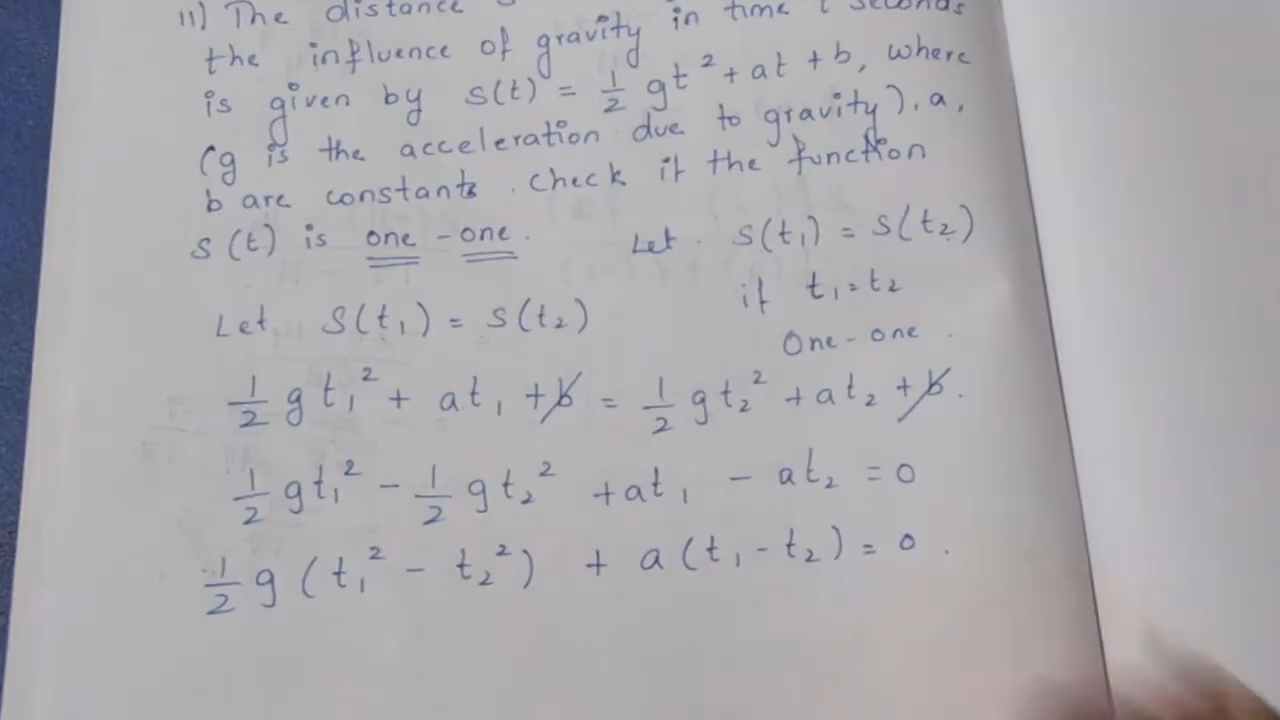 11) The distance
the influence of gravity in time t seconds
is given by s(t) = 1/2 gt² + at + b, where
(g is the acceleration due to gravity), a,
b are constants. Check if the function
s(t) is one-one.
Let s(t₁) = s(t₂)
if t₁ = t₂
One-one.
Let s(t₁) = s(t₂)
1/2 gt₁² + at₁ + b = 1/2 gt₂² + at₂ + b.
1/2 gt₁² - 1/2 gt₂² + at₁ - at₂ = 0
1/2 g (t₁² - t₂²) + a(t₁ - t₂) = 0.